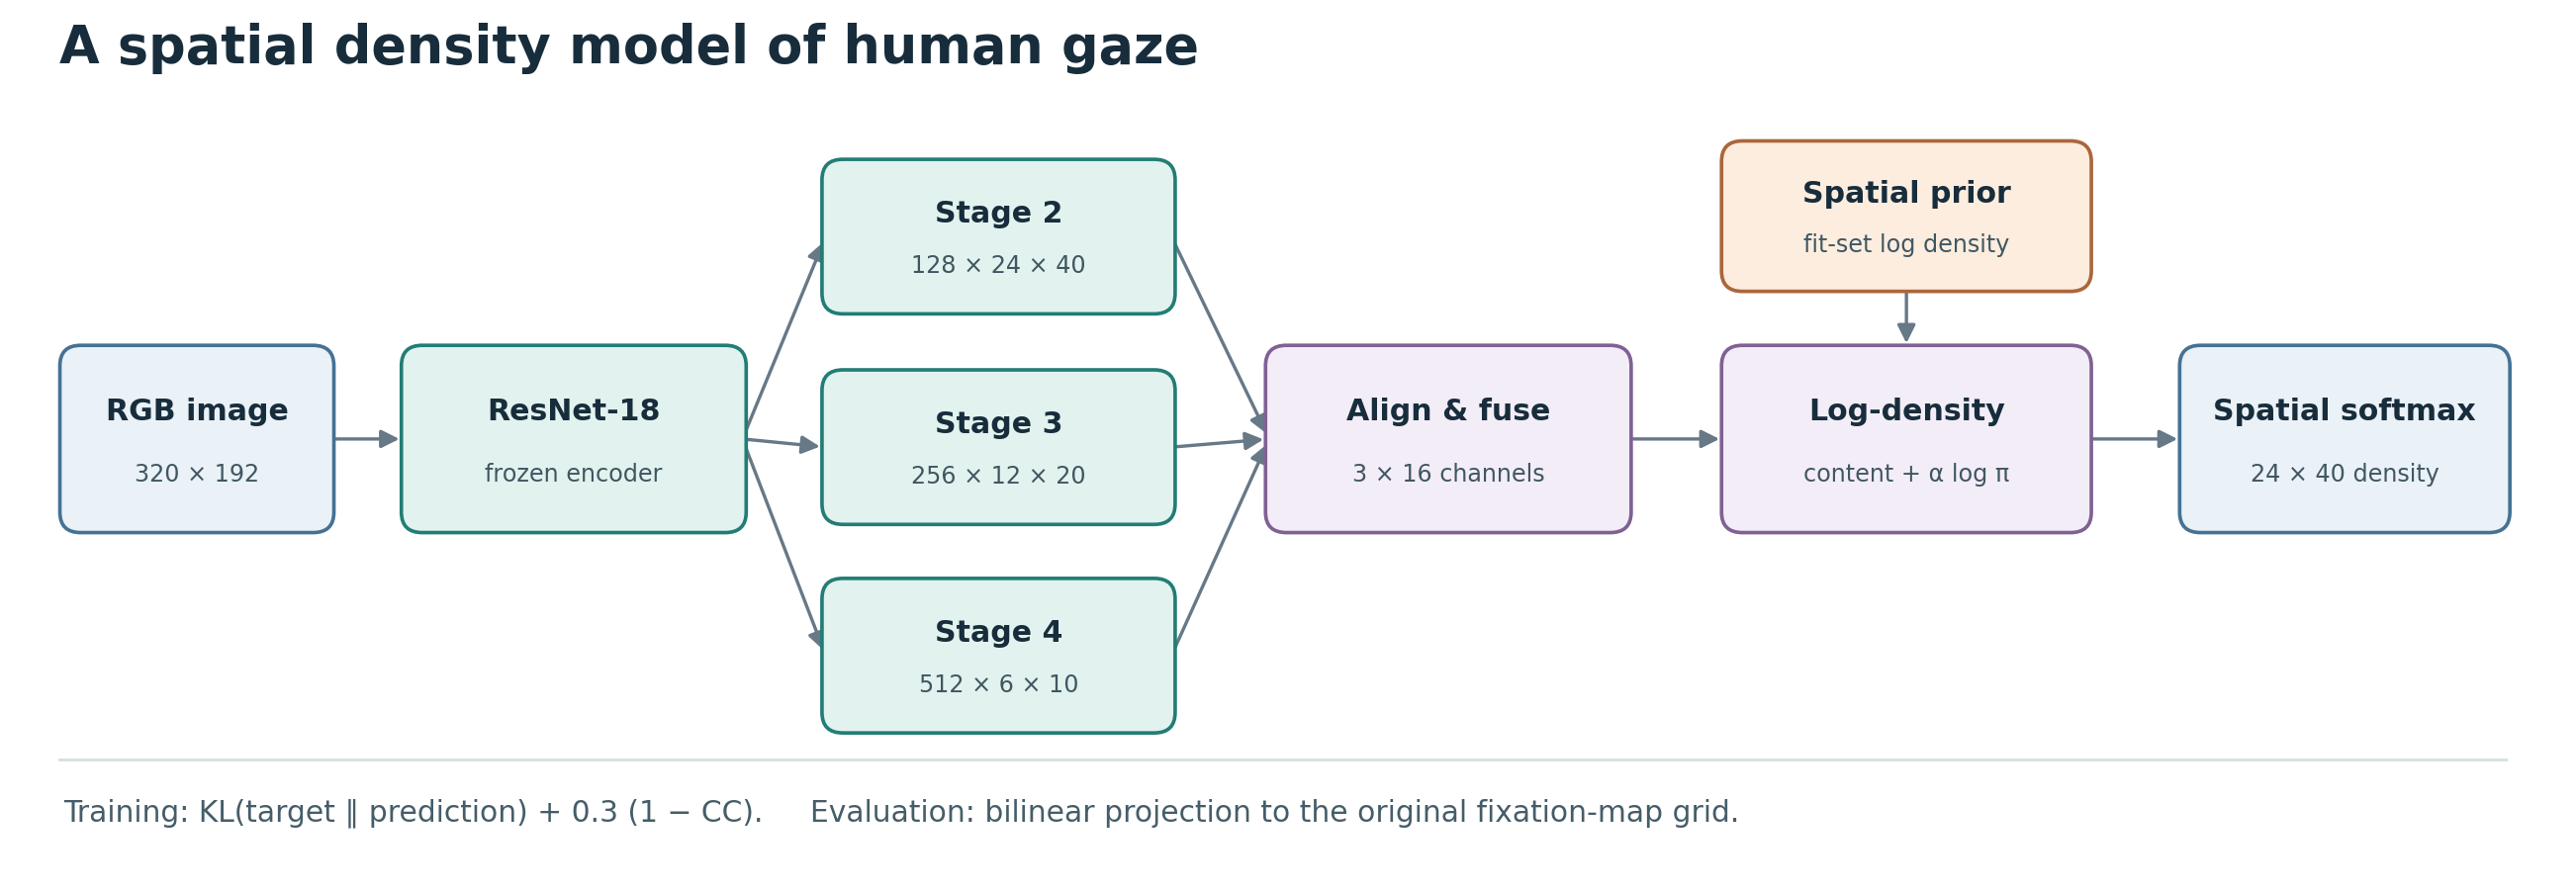 A spatial density model of human gaze
RGB image
320 × 192
ResNet-18
frozen encoder
Stage 2
128 × 24 × 40
Stage 3
256 × 12 × 20
Stage 4
512 × 6 × 10
Align & fuse
3 × 16 channels
Spatial prior
fit-set log density
Log-density
content + α log π
Spatial softmax
24 × 40 density
Training: KL(target ∥ prediction) + 0.3 (1 − CC). Evaluation: bilinear projection to the original fixation-map grid.